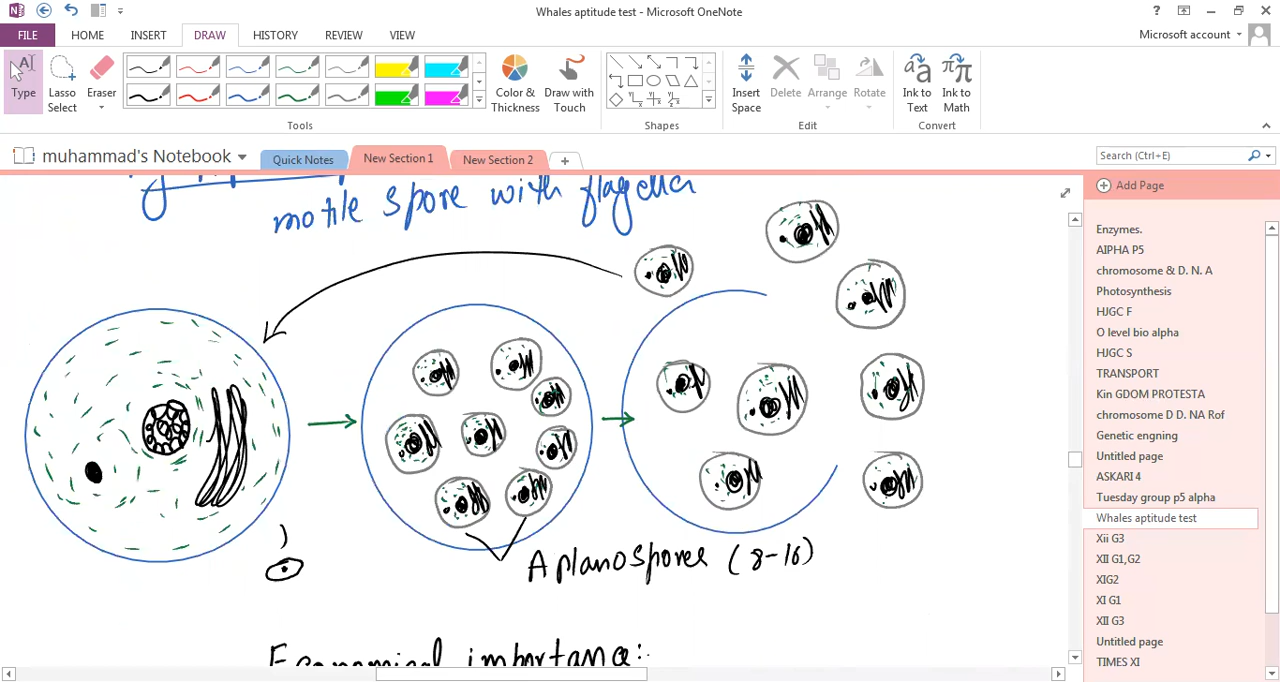 Whales aptitude test - Microsoft OneNote
FILE HOME INSERT DRAW HISTORY REVIEW VIEW
Microsoft account
Type
Lasso Select
Eraser
Color & Thickness
Draw with Touch
Insert Space
Delete
Arrange
Rotate
Ink to Text
Ink to Math
Tools
Shapes
Edit
Convert
muhammad's Notebook
Quick Notes
New Section 1
New Section 2
Search (Ctrl+E)
motile spore with flagella
Aplanospores (8-16)
Economical importance:
Add Page
Enzymes.
AlPHA P5
chromosome & D. N. A
Photosynthesis
HJGC F
O level bio alpha
HJGC S
TRANSPORT
Kin GDOM PROTESTA
chromosome D D. NA Rof
Genetic engning
Untitled page
ASKARI 4
Tuesday group p5 alpha
Whales aptitude test
Xii G3
XII G1,G2
XIG2
XI G1
XII G3
Untitled page
TIMES XI